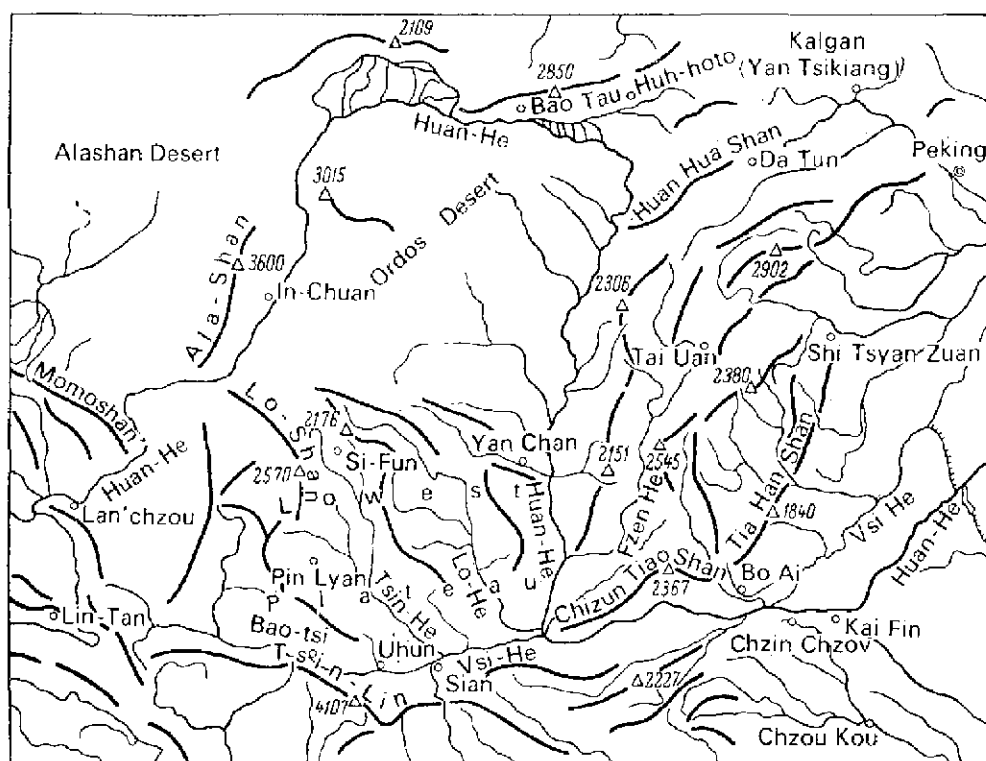 2109
Kalgan
(Yan Tsikiang)
2850
Huh-hoto
Bao Tau
Huan-He
Alashan Desert
Huan Hua Shan
Da Tun
Peking
3015
Ordos Desert
Ala-Shan
3600
In-Chuan
2902
2306
Tai Uan
Shi Tsyan Zuan
2380
Momoshan'
Lo-Shan
2176
Si-Fun
Yan Chan
2151
2545
Huan-He
2570
Lan'chzou
LoWest
Plateau
Huan-He
Fzen He
Tia Han Shan
1840
Vsi He
Huan-He
Pin Lyan
Tsin He
Lo-He
Chizun Tiao Shan
2367
Bo Ai
Lin-Tan
Bao-tsi
Uhun
Vsi-He
Kai Fin
Chzin Chzov
T-s-i-n-Lin
Sian
2227
4107
Chzou Kou